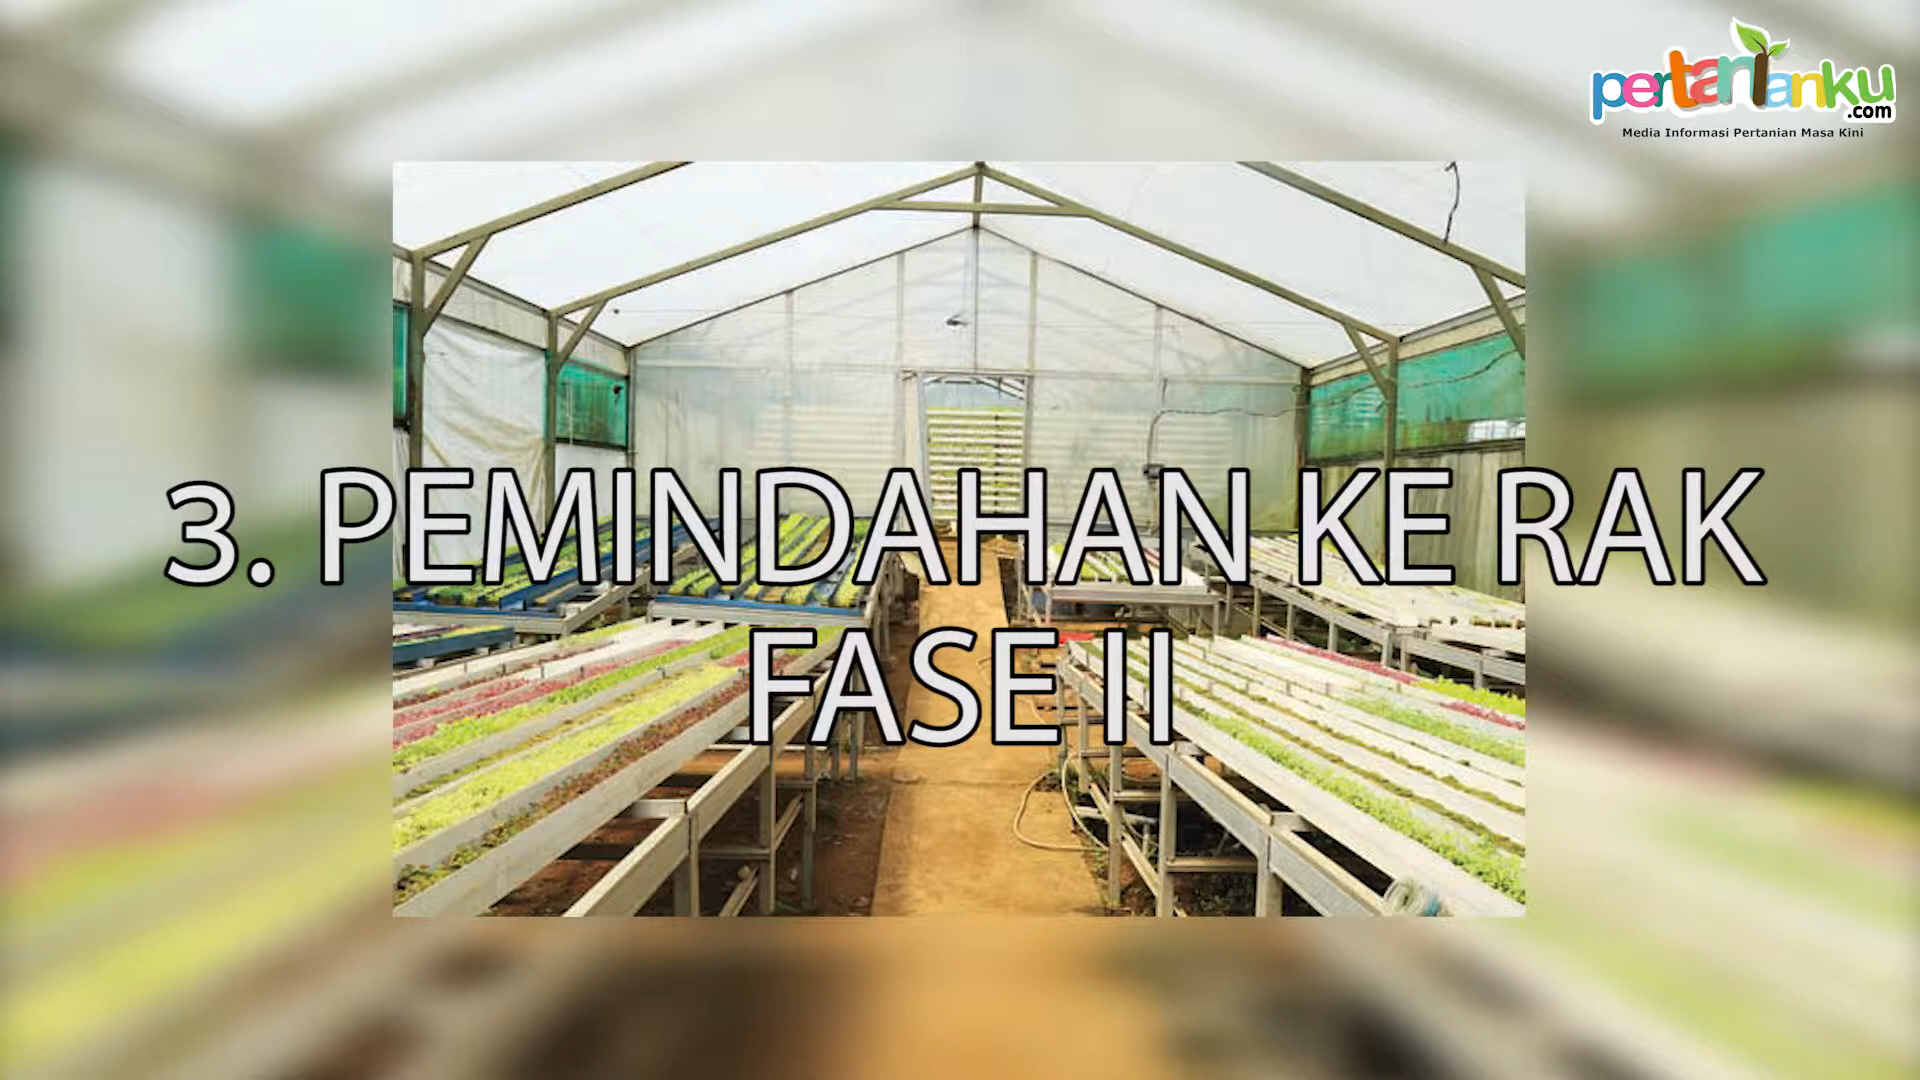 pertanianku
.com
Media Informasi Pertanian Masa Kini
3. PEMINDAHAN KE RAK
FASE II